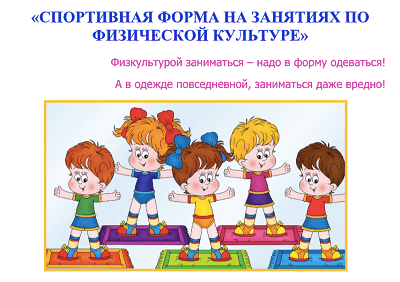 «СПОРТИВНАЯ ФОРМА НА ЗАНЯТИЯХ ПО
ФИЗИЧЕСКОЙ КУЛЬТУРЕ»
Физкультурой заниматься – надо в форму одеваться!
А в одежде повседневной, заниматься даже вредно!